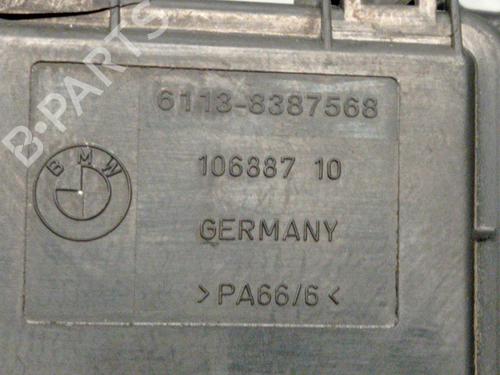 B-PARTS
6113-8387568
BMW
106887 10
GERMANY
>PA66/6<